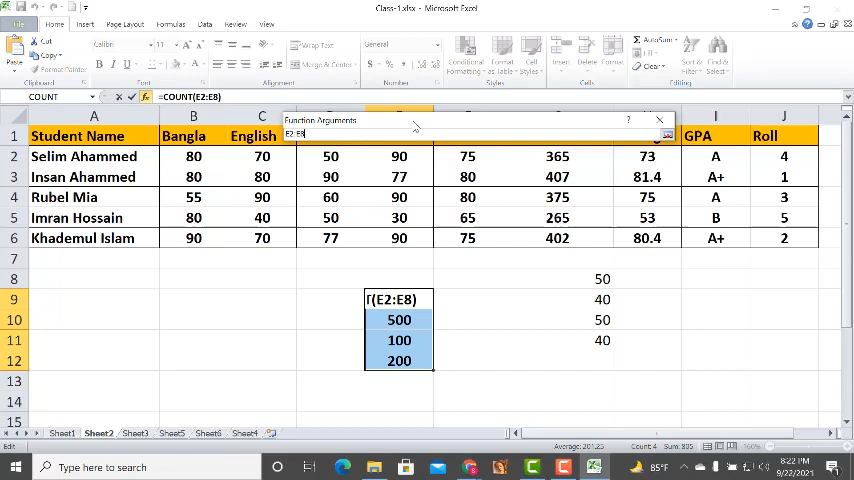 Class-1.xlsx - Microsoft Excel
File Home Insert Page Layout Formulas Data Review View
Paste
Cut
Copy
Format Painter
Clipboard
Calibri 11
B I U
Font
Wrap Text
Merge & Center
Alignment
General
$ % ,
Number
Conditional Formatting
Format as Table
Cell Styles
Styles
Insert Delete Format
Cells
AutoSum
Fill
Clear
Sort & Filter
Find & Select
Editing
COUNT fx =COUNT(E2:E8)
Function Arguments ?
E2:E8
A B C I J
1 Student Name Bangla English GPA Roll
2 Selim Ahammed 80 70 50 90 75 365 73 A 4
3 Insan Ahammed 80 80 90 77 80 407 81.4 A+ 1
4 Rubel Mia 55 90 60 90 80 375 75 A 3
5 Imran Hossain 80 40 50 30 65 265 53 B 5
6 Khademul Islam 90 70 77 90 75 402 80.4 A+ 2
7
8 50
9 T(E2:E8) 40
10 500 50
11 100 40
12 200
13
14
15
Sheet1 Sheet2 Sheet3 Sheet5 Sheet6 Sheet4
Edit Average: 201.25 Count: 4 Sum: 805 160%
Type here to search 85°F 8:22 PM
9/22/2021